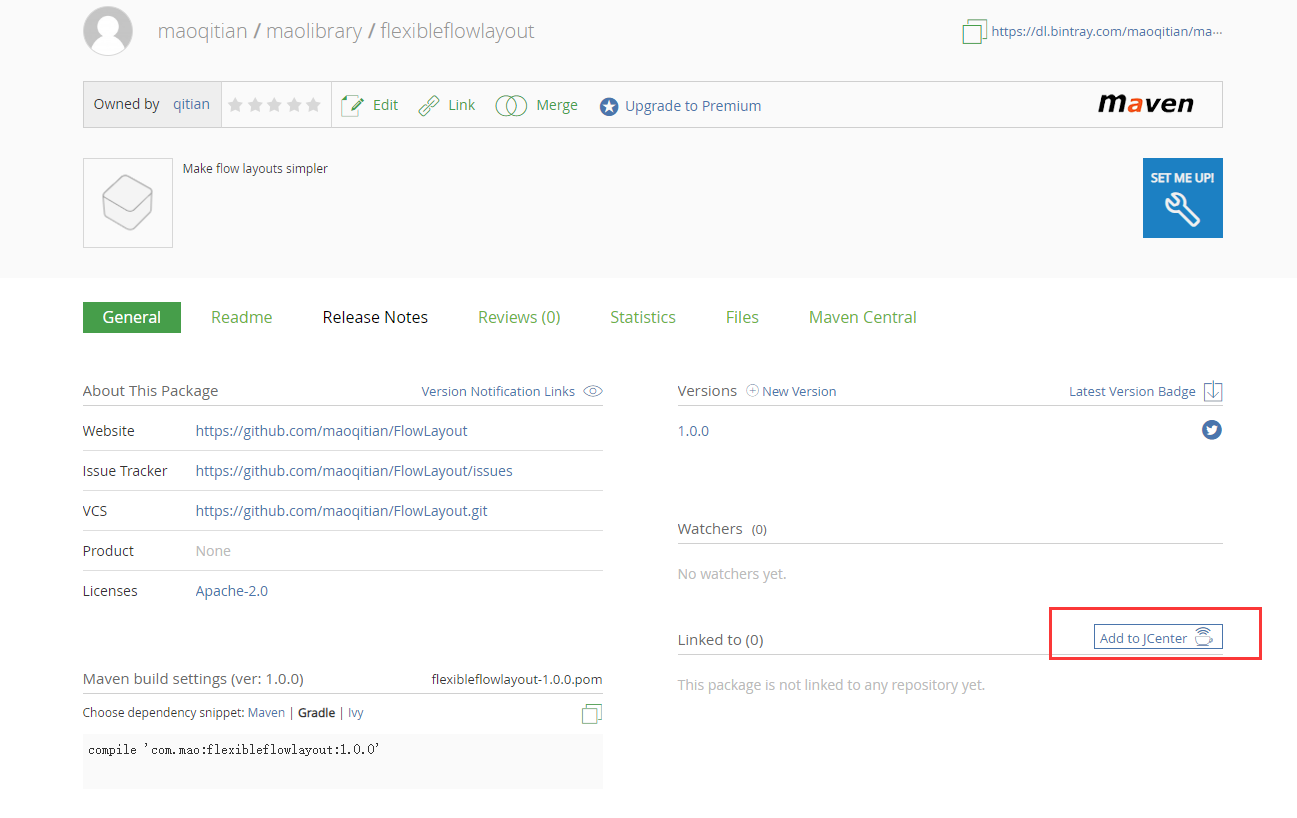 maoqitian / maolibrary / flexibleflowlayout
https://dl.bintray.com/maoqitian/ma...
Owned by qitian Edit Link Merge Upgrade to Premium maven
Make flow layouts simpler
SET ME UP!
General Readme Release Notes Reviews (0) Statistics Files Maven Central
About This Package Version Notification Links
Website https://github.com/maoqitian/FlowLayout
Issue Tracker https://github.com/maoqitian/FlowLayout/issues
VCS https://github.com/maoqitian/FlowLayout.git
Product None
Licenses Apache-2.0
Maven build settings (ver: 1.0.0) flexibleflowlayout-1.0.0.pom
Choose dependency snippet: Maven | Gradle | Ivy
compile 'com.mao:flexibleflowlayout:1.0.0'
Versions New Version Latest Version Badge
1.0.0
Watchers (0)
No watchers yet.
Linked to (0) Add to JCenter
This package is not linked to any repository yet.